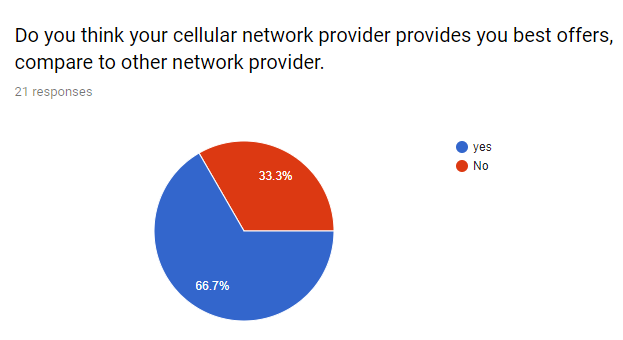 Do you think your cellular network provider provides you best offers,
compare to other network provider.
21 responses
yes
No
33.3%
66.7%